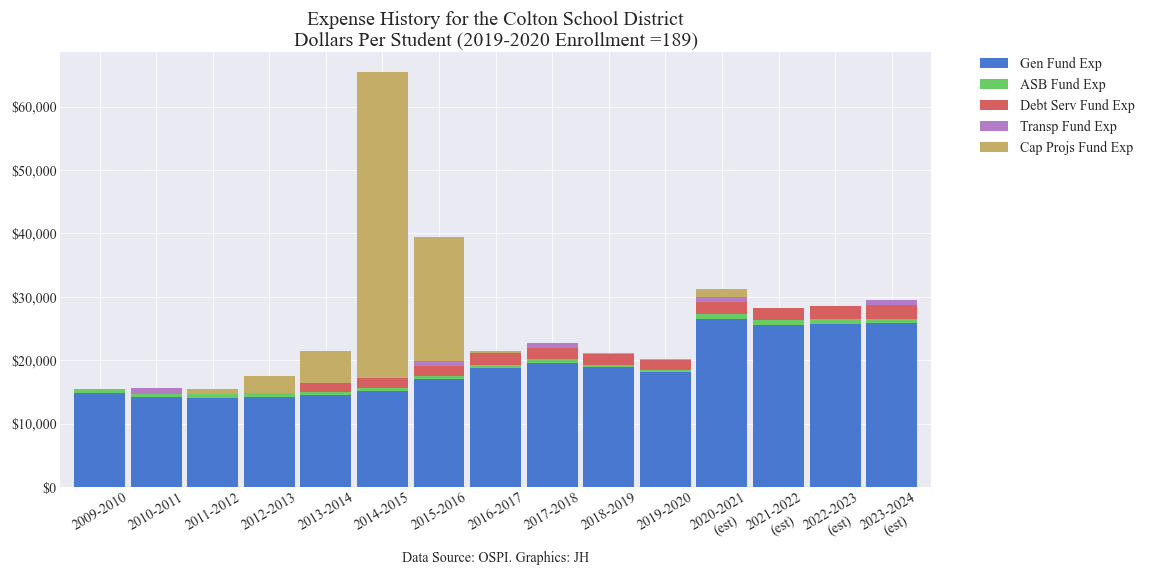 Expense History for the Colton School District
Dollars Per Student (2019-2020 Enrollment =189)
Gen Fund Exp
ASB Fund Exp
Debt Serv Fund Exp
Transp Fund Exp
Cap Projs Fund Exp
$60,000
$50,000
$40,000
$30,000
$20,000
$10,000
$0
2009-2010
2010-2011
2011-2012
2012-2013
2013-2014
2014-2015
2015-2016
2016-2017
2017-2018
2018-2019
2019-2020
2020-2021
(est)
2021-2022
(est)
2022-2023
(est)
2023-2024
(est)
Data Source: OSPI. Graphics: JH